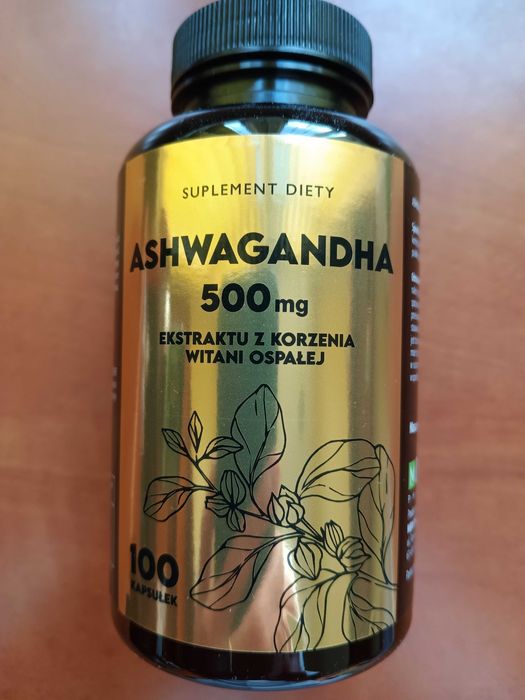 SUPLEMENT DIETY
ASHWAGANDHA
500 mg
EKSTRAKTU Z KORZENIA
WITANI OSPAŁEJ
100
KAPSUŁEK